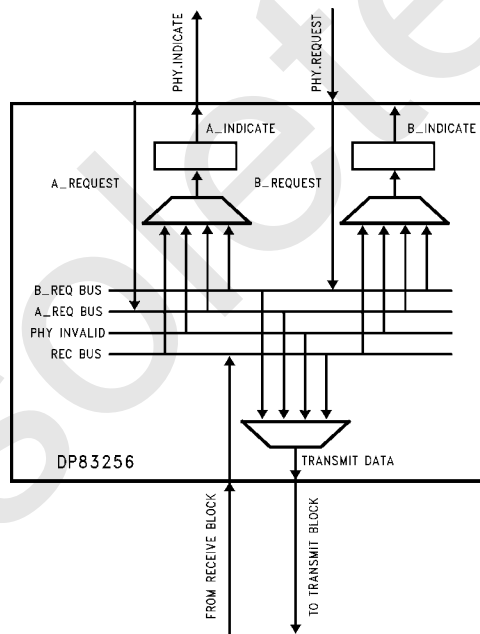 PHY.INDICATE
PHY.REQUEST
A_INDICATE
B_INDICATE
A_REQUEST
B_REQUEST
B_REQ BUS
A_REQ BUS
PHY INVALID
REC BUS
TRANSMIT DATA
DP83256
FROM RECEIVE BLOCK
TO TRANSMIT BLOCK
solete